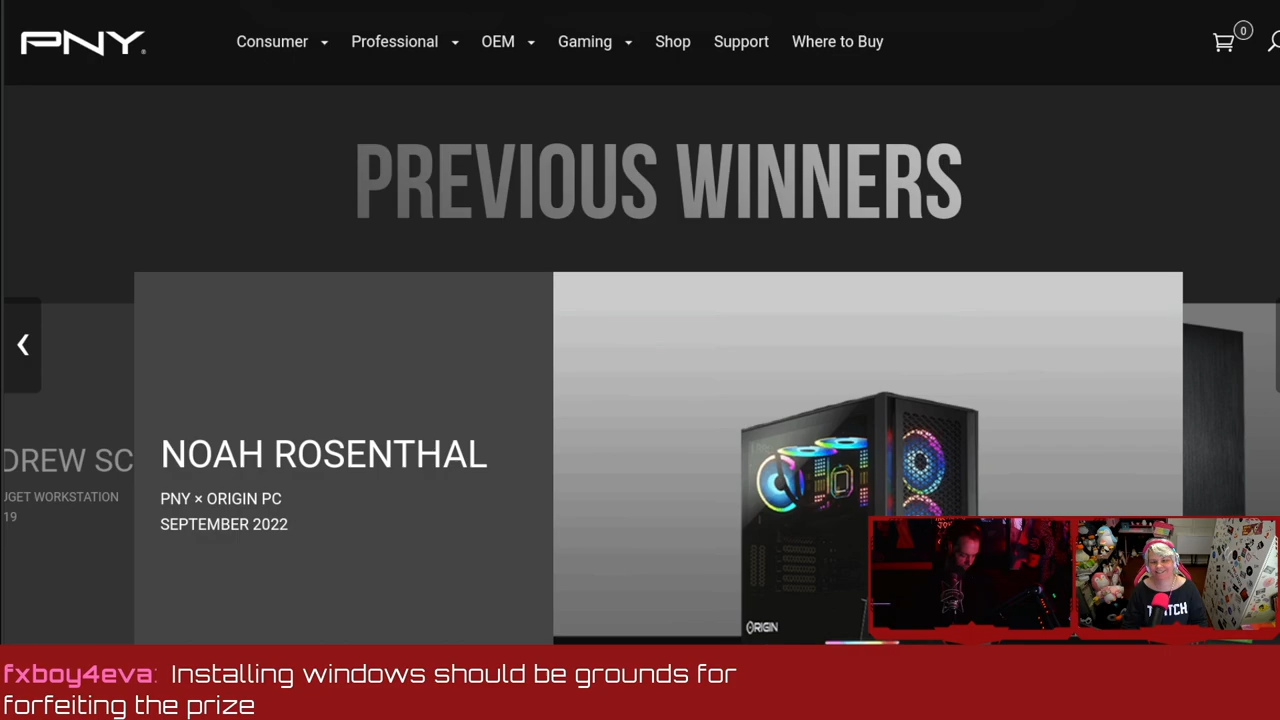 PNY
Consumer Professional OEM Gaming Shop Support Where to Buy
0
PREVIOUS WINNERS
DREW SC
UGET WORKSTATION
19
NOAH ROSENTHAL
PNY × ORIGIN PC
SEPTEMBER 2022
ORIGIN
TWITCH
fxboy4eva: Installing windows should be grounds for
forfeiting the prize